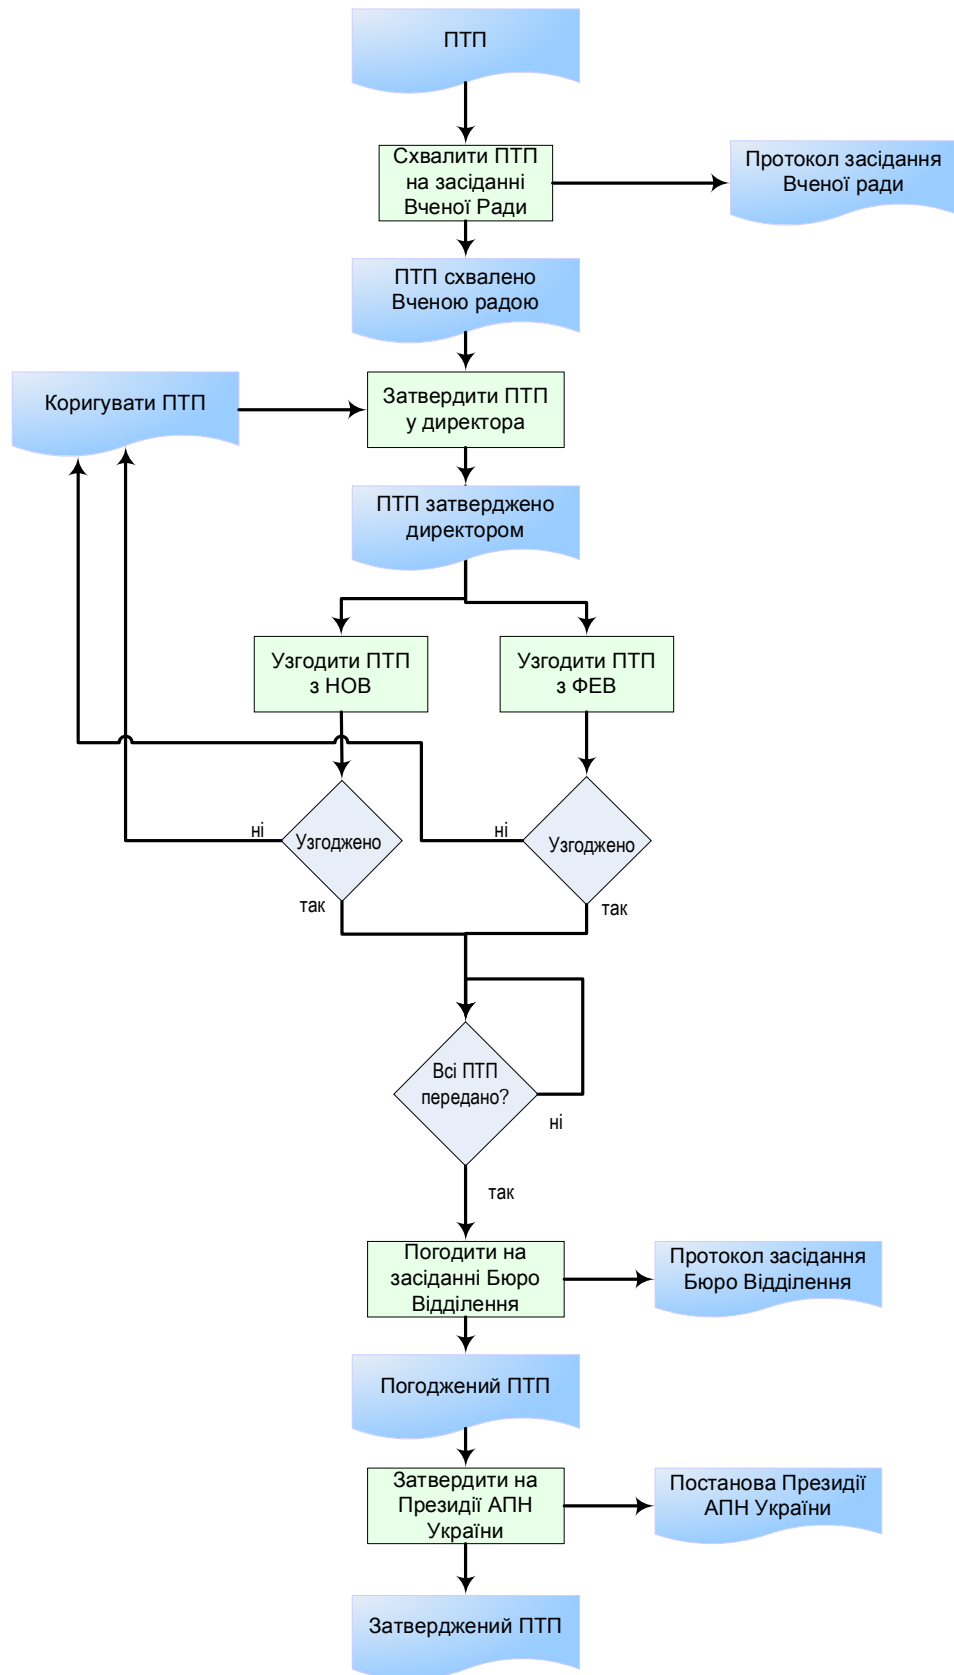 ПТП
Схвалити ПТП
на засіданні
Вченої Ради
Протокол засідання
Вченої ради
ПТП схвалено
Вченою радою
Коригувати ПТП
Затвердити ПТП
у директора
ПТП затверджено
директором
Узгодити ПТП
з НОВ
Узгодити ПТП
з ФЕВ
ні
Узгоджено
ні
Узгоджено
так
так
Всі ПТП
передано?
ні
так
Погодити на
засіданні Бюро
Відділення
Протокол засідання
Бюро Відділення
Погоджений ПТП
Затвердити на
Президії АПН
України
Постанова Президії
АПН України
Затверджений ПТП